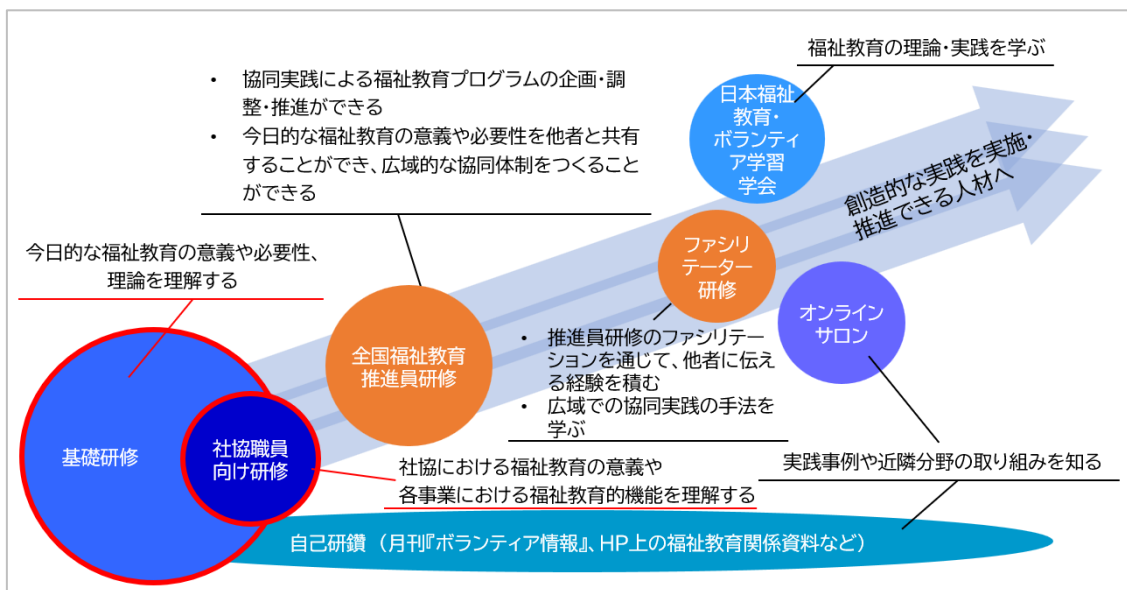 福祉教育の理論・実践を学ぶ
• 協同実践による福祉教育プログラムの企画・調
整・推進ができる
• 今日的な福祉教育の意義や必要性を他者と共有
することができ、広域的な協同体制をつくること
ができる
日本福祉
教育・
ボランティ
ア学習
学会
創造的な実践を実施・
推進できる人材へ
今日的な福祉教育の意義や必要性、
理論を理解する
ファシリ
テーター
研修
オンライン
サロン
全国福祉教育
推進員研修
• 推進員研修のファシリテー
ションを通じて、他者に伝え
る経験を積む
• 広域での協同実践の手法を
学ぶ
基礎研修
社協職員
向け研修
社協における福祉教育の意義や
各事業における福祉教育的機能を理解する
実践事例や近隣分野の取り組みを知る
自己研鑽（月刊『ボランティア情報』、HP上の福祉教育関係資料など）